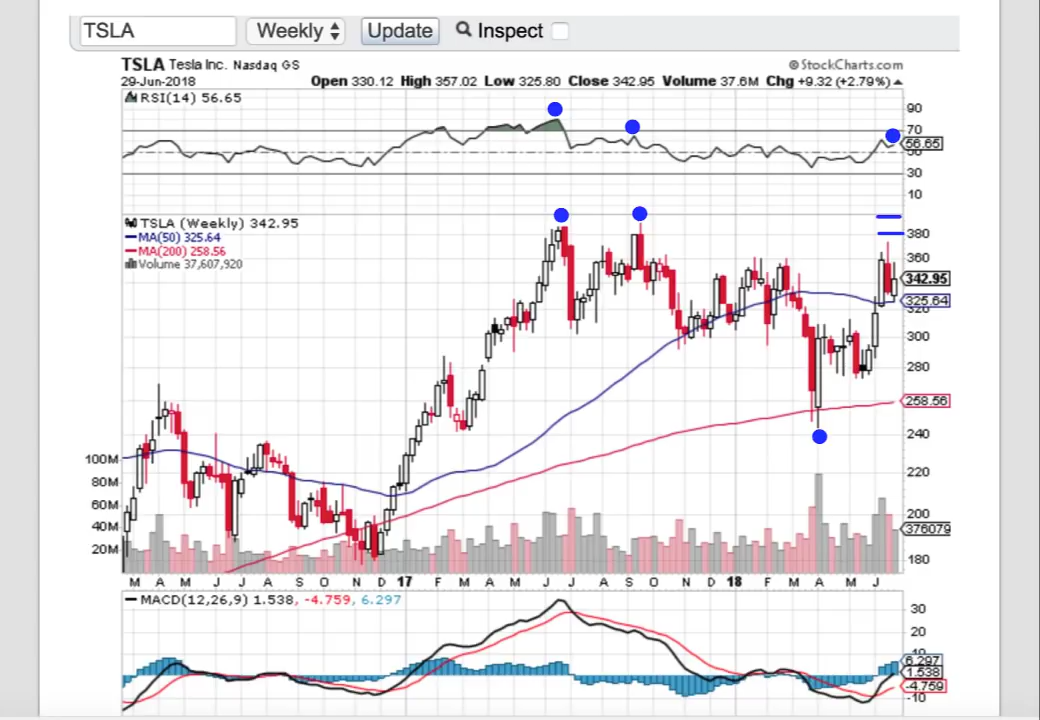 TSLA Weekly Update Inspect
TSLA Tesla Inc. Nasdaq GS @StockCharts.com
29-Jun-2018 Open 330.12 High 357.02 Low 325.80 Close 342.95 Volume 37.6M Chg +9.32 (+2.79%)
RSI(14) 56.65
90
70
56.65
50
30
10
TSLA (Weekly) 342.95
MA(50) 325.64
MA(200) 258.56
Volume 37,607,920
380
360
342.95
325.64
320
300
280
258.56
240
220
200
376079
180
100M
80M
60M
40M
20M
M A M J J A S O N D 17 F M A M J J A S O N D 18 F M A M J
MACD(12,26,9) 1.538, -4.759, 6.297
30
20
10
6.297
1.538
-4.759
-10